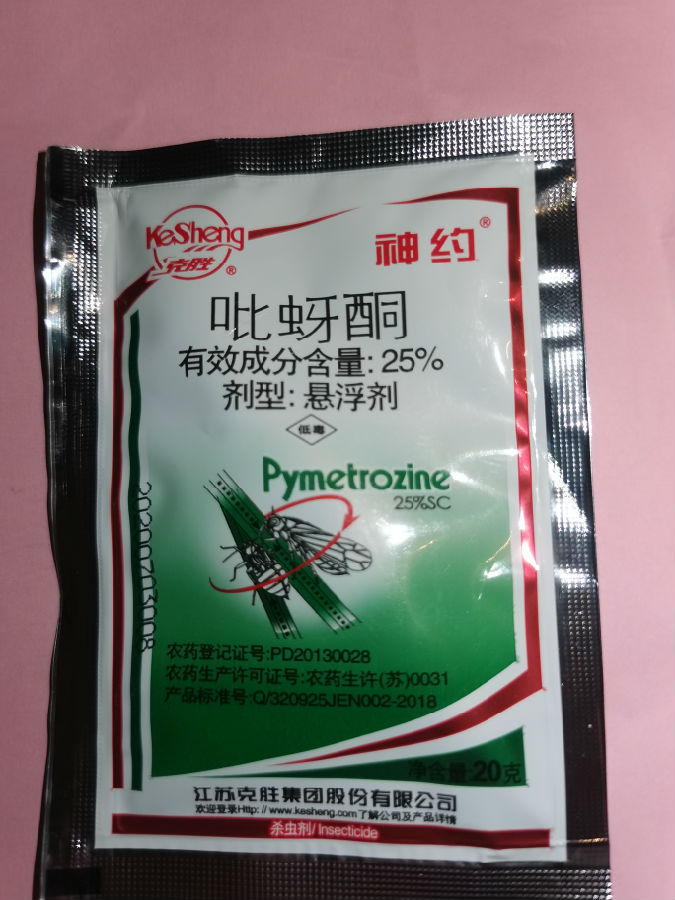 KeSheng
克胜®
神约®
吡蚜酮
有效成分含量: 25%
剂型: 悬浮剂
低毒
Pymetrozine
25%SC
20200703008
农药登记证号:PD20130028
农药生产许可证号:农药生许(苏)0031
产品标准号:Q/320925JEN002-2018
净含量:20克
江苏克胜集团股份有限公司
欢迎登录Http: // www.kesheng.com了解公司及产品详情
杀虫剂/ Insecticide